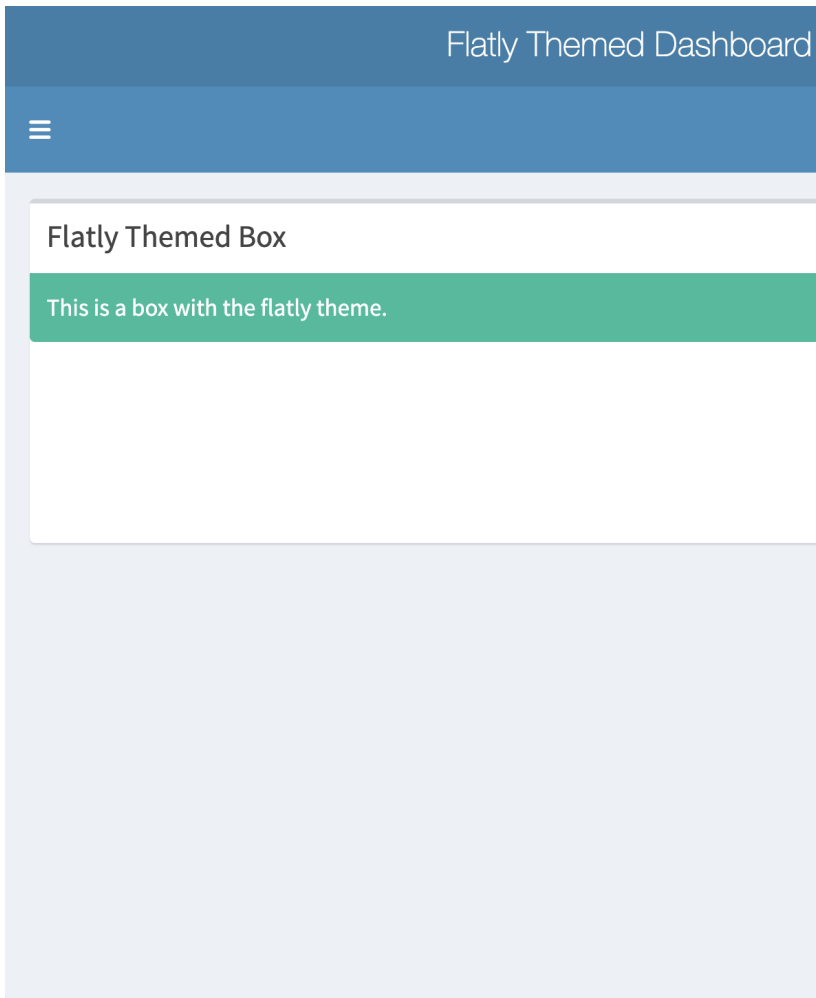 Flatly Themed Dashboard
Flatly Themed Box
This is a box with the flatly theme.